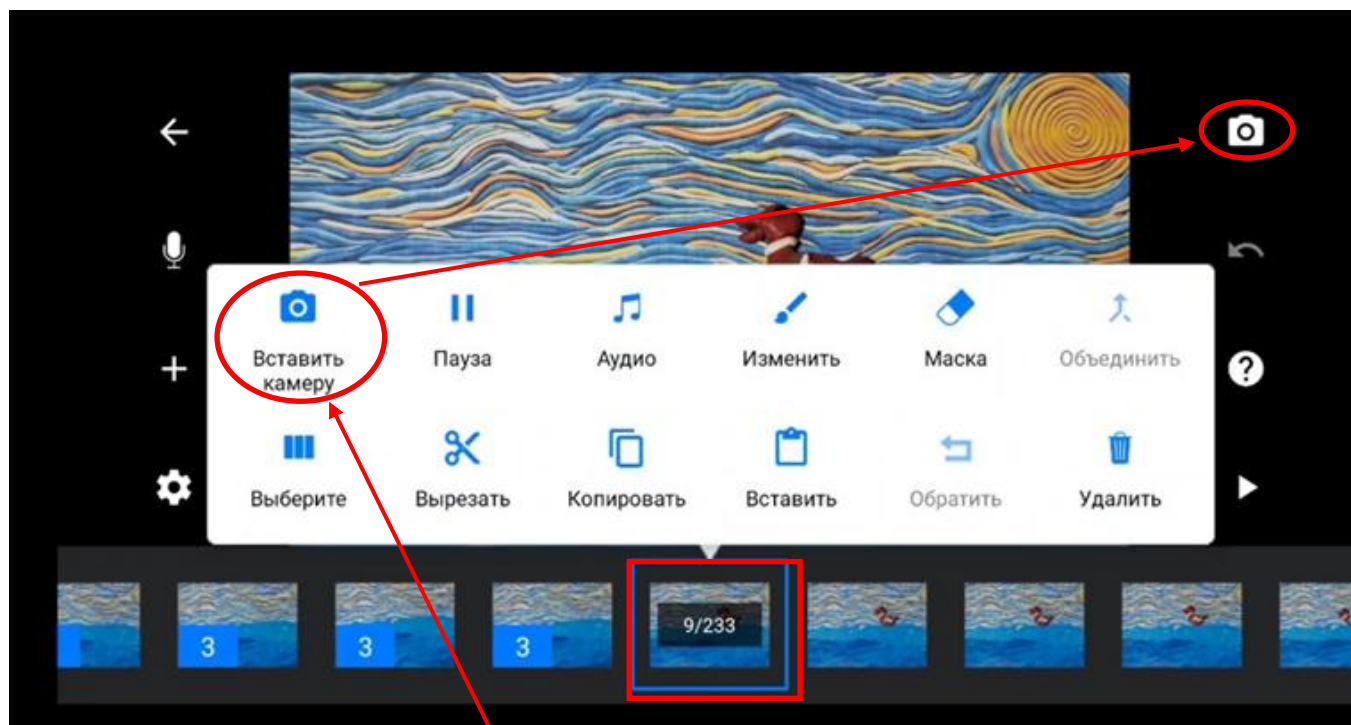 Вставить
камеру
Пауза
Аудио
Изменить
Маска
Объединить
Выберите
Вырезать
Копировать
Вставить
Обратить
Удалить
3
3
3
9/233